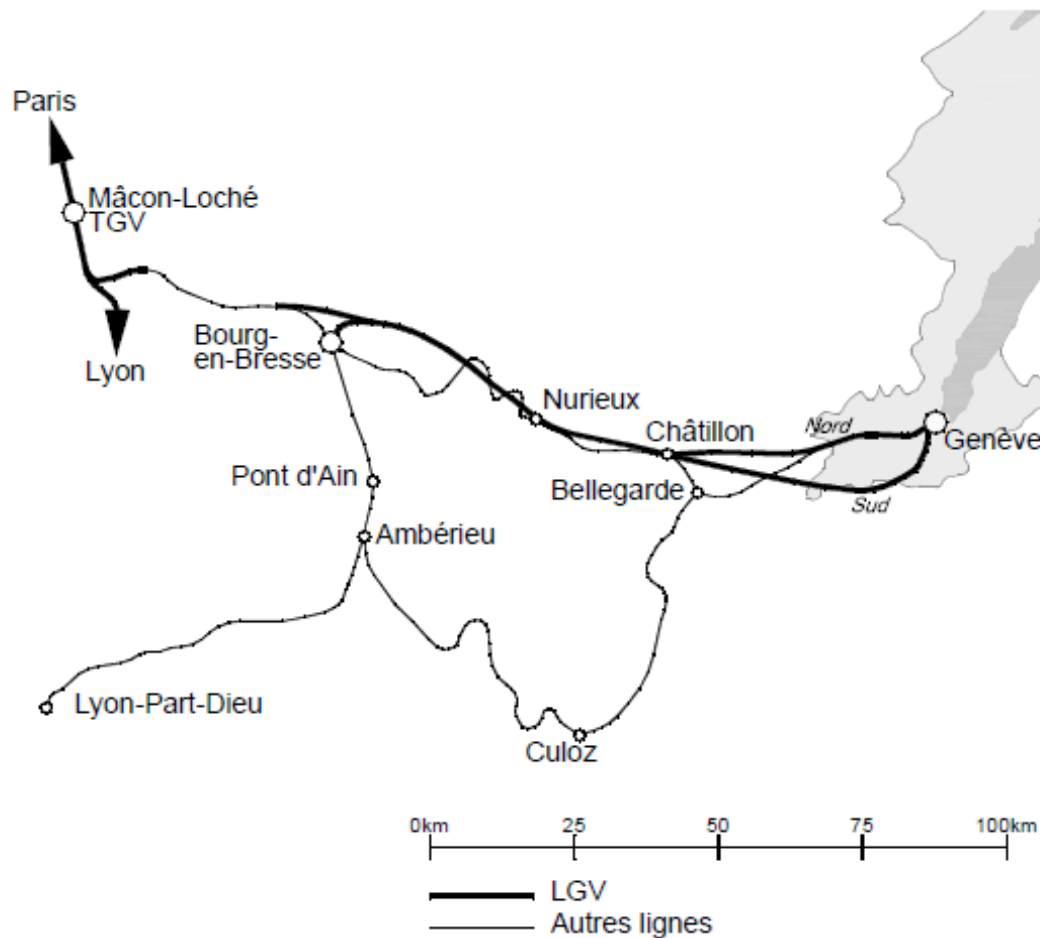 Paris
Mâcon-Loché
TGV
Lyon
Bourg-
en-Bresse
Nurieux
Châtillon
Nord
Genève
Sud
Bellegarde
Pont d'Ain
Ambérieu
Lyon-Part-Dieu
Culoz
0km 25 50 75 100km
LGV
Autres lignes